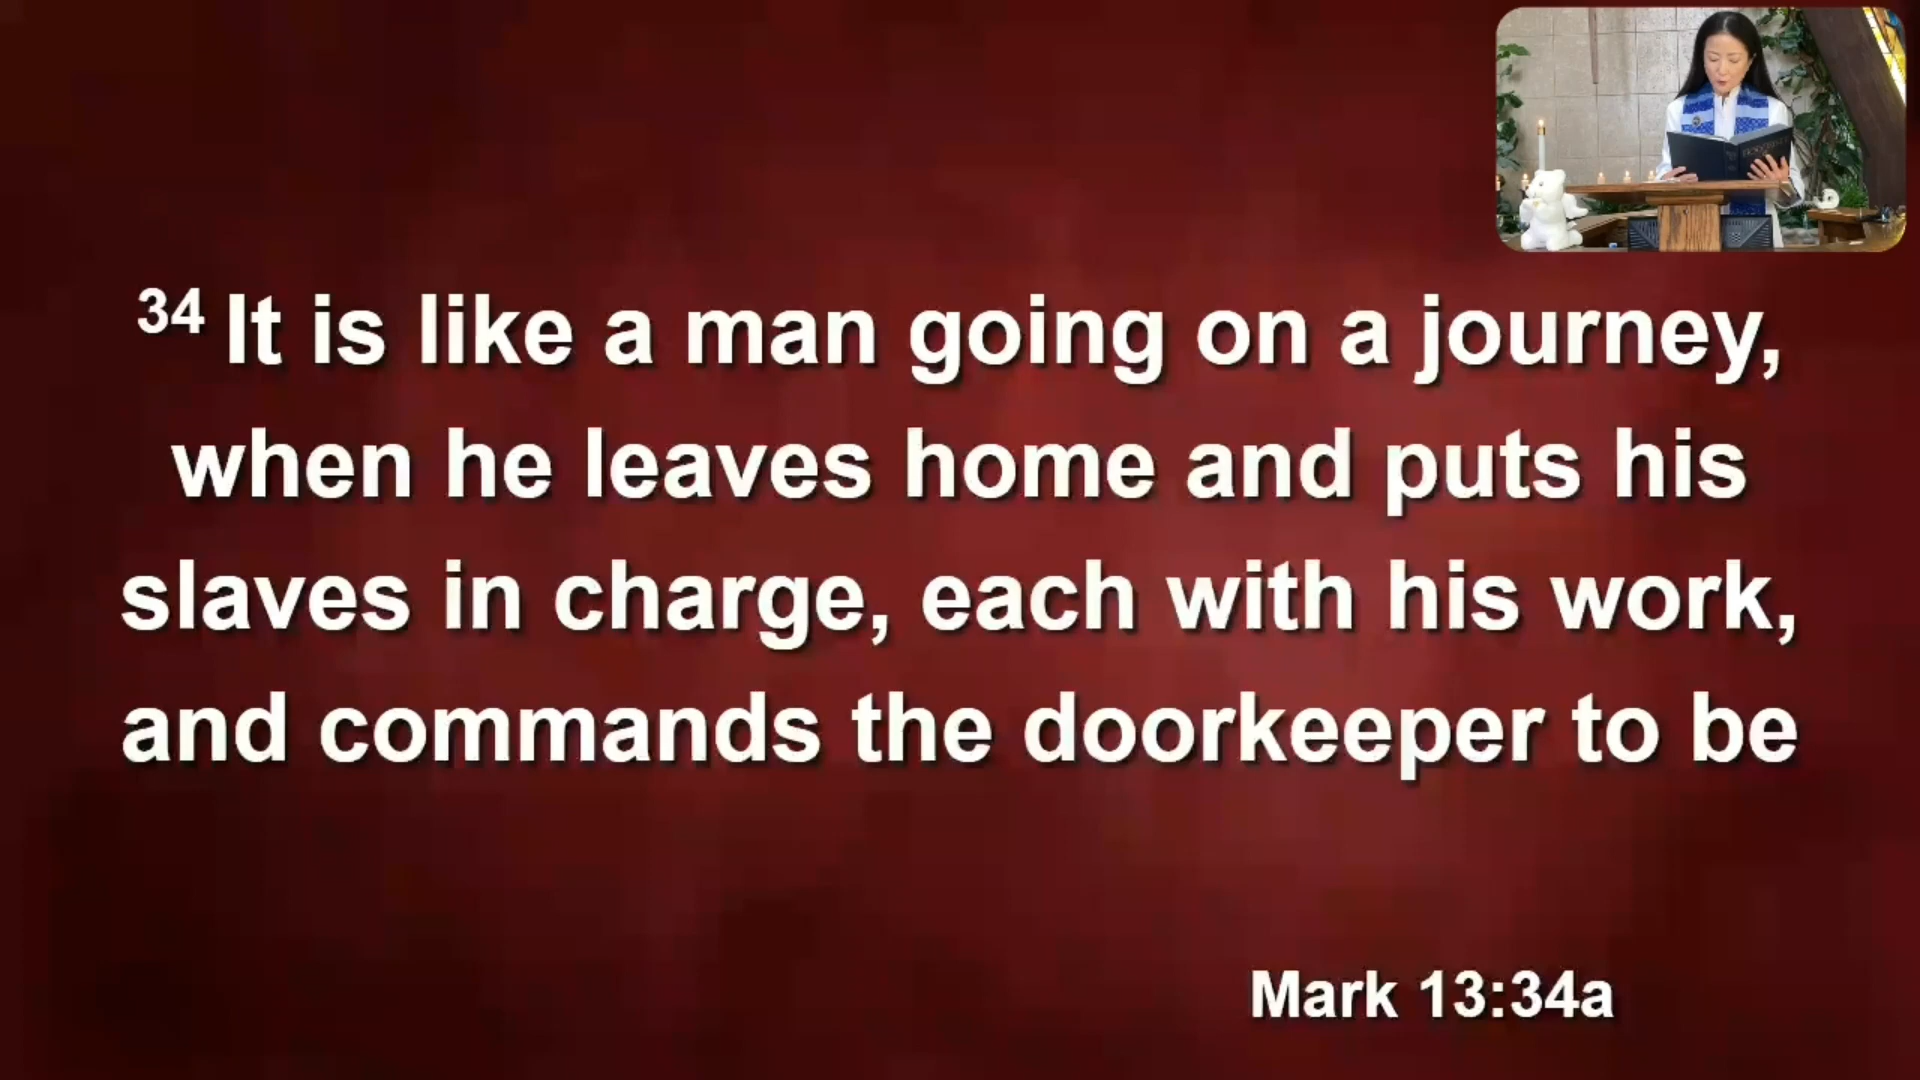 34 It is like a man going on a journey,
when he leaves home and puts his
slaves in charge, each with his work,
and commands the doorkeeper to be
Mark 13:34a